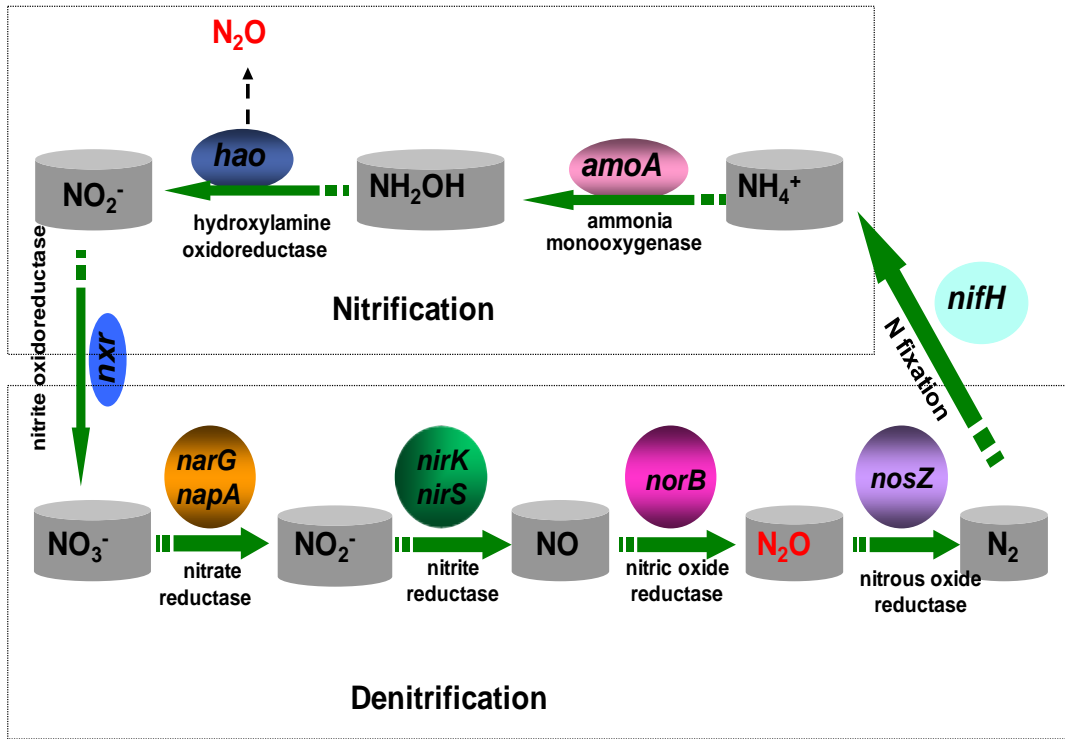 N₂O
hao
amoA
NO₂⁻
NH₂OH
NH₄⁺
hydroxylamine
oxidoreductase
ammonia
monooxygenase
Nitrification
nitrite oxidoreductase
nxr
nifH
N fixation
narG
napA
nirK
nirS
norB
nosZ
NO₃⁻
NO₂⁻
NO
N₂O
N₂
nitrate
reductase
nitrite
reductase
nitric oxide
reductase
nitrous oxide
reductase
Denitrification